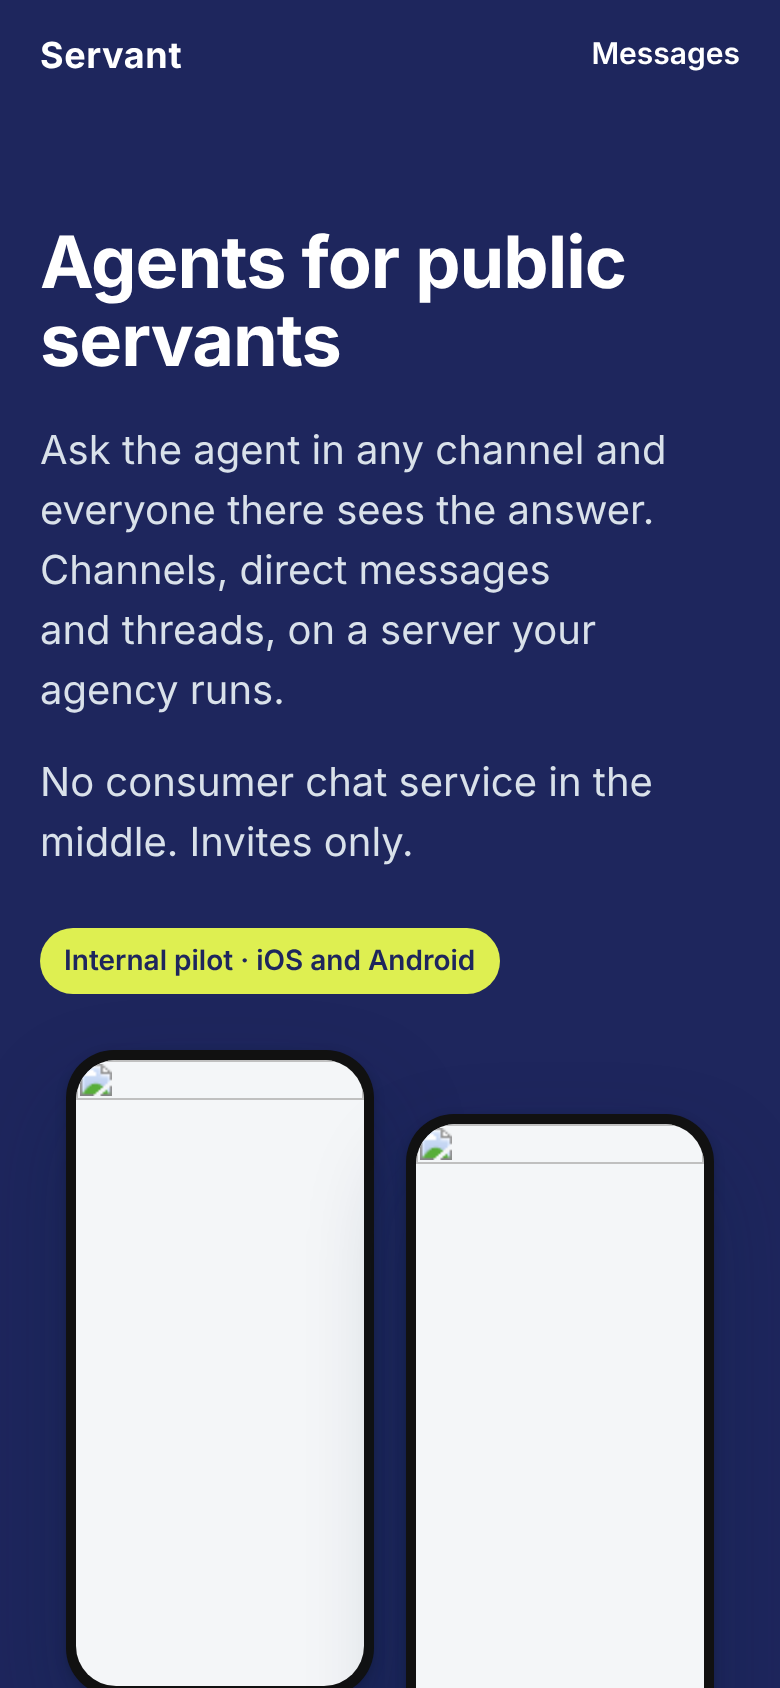 Servant
Messages
Agents for public
servants
Ask the agent in any channel and
everyone there sees the answer.
Channels, direct messages
and threads, on a server your
agency runs.
No consumer chat service in the
middle. Invites only.
Internal pilot · iOS and Android